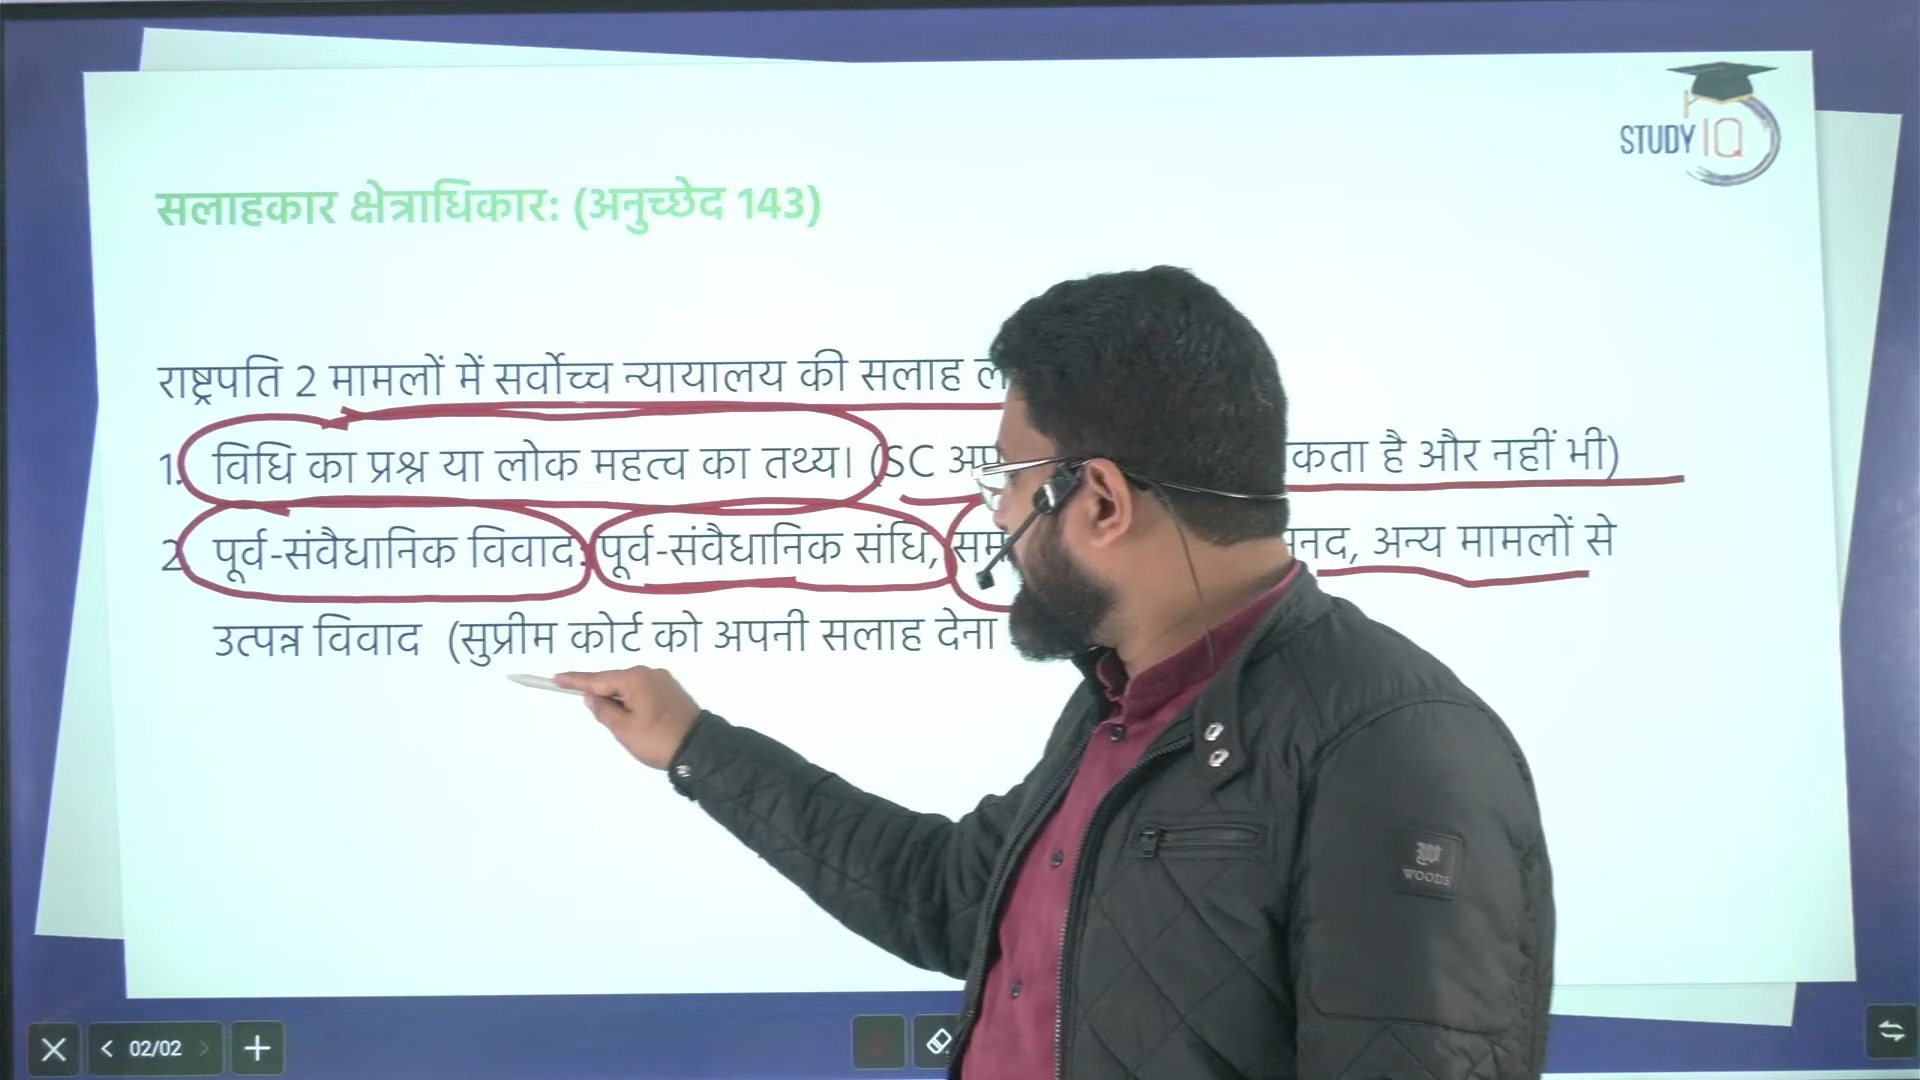 STUDY IQ
सलाहकार क्षेत्राधिकार: (अनुच्छेद 143)
राष्ट्रपति 2 मामलों में सर्वोच्च न्यायालय की सलाह
1. विधि का प्रश्न या लोक महत्व का तथ्य। (SC है और नहीं भी)
2 पूर्व-संवैधानिक विवाद: पूर्व-संवैधानिक संधि, अन्य मामलों से
उत्पन्न विवाद (सुप्रीम कोर्ट को अपनी सलाह देना
WOODS
02/02